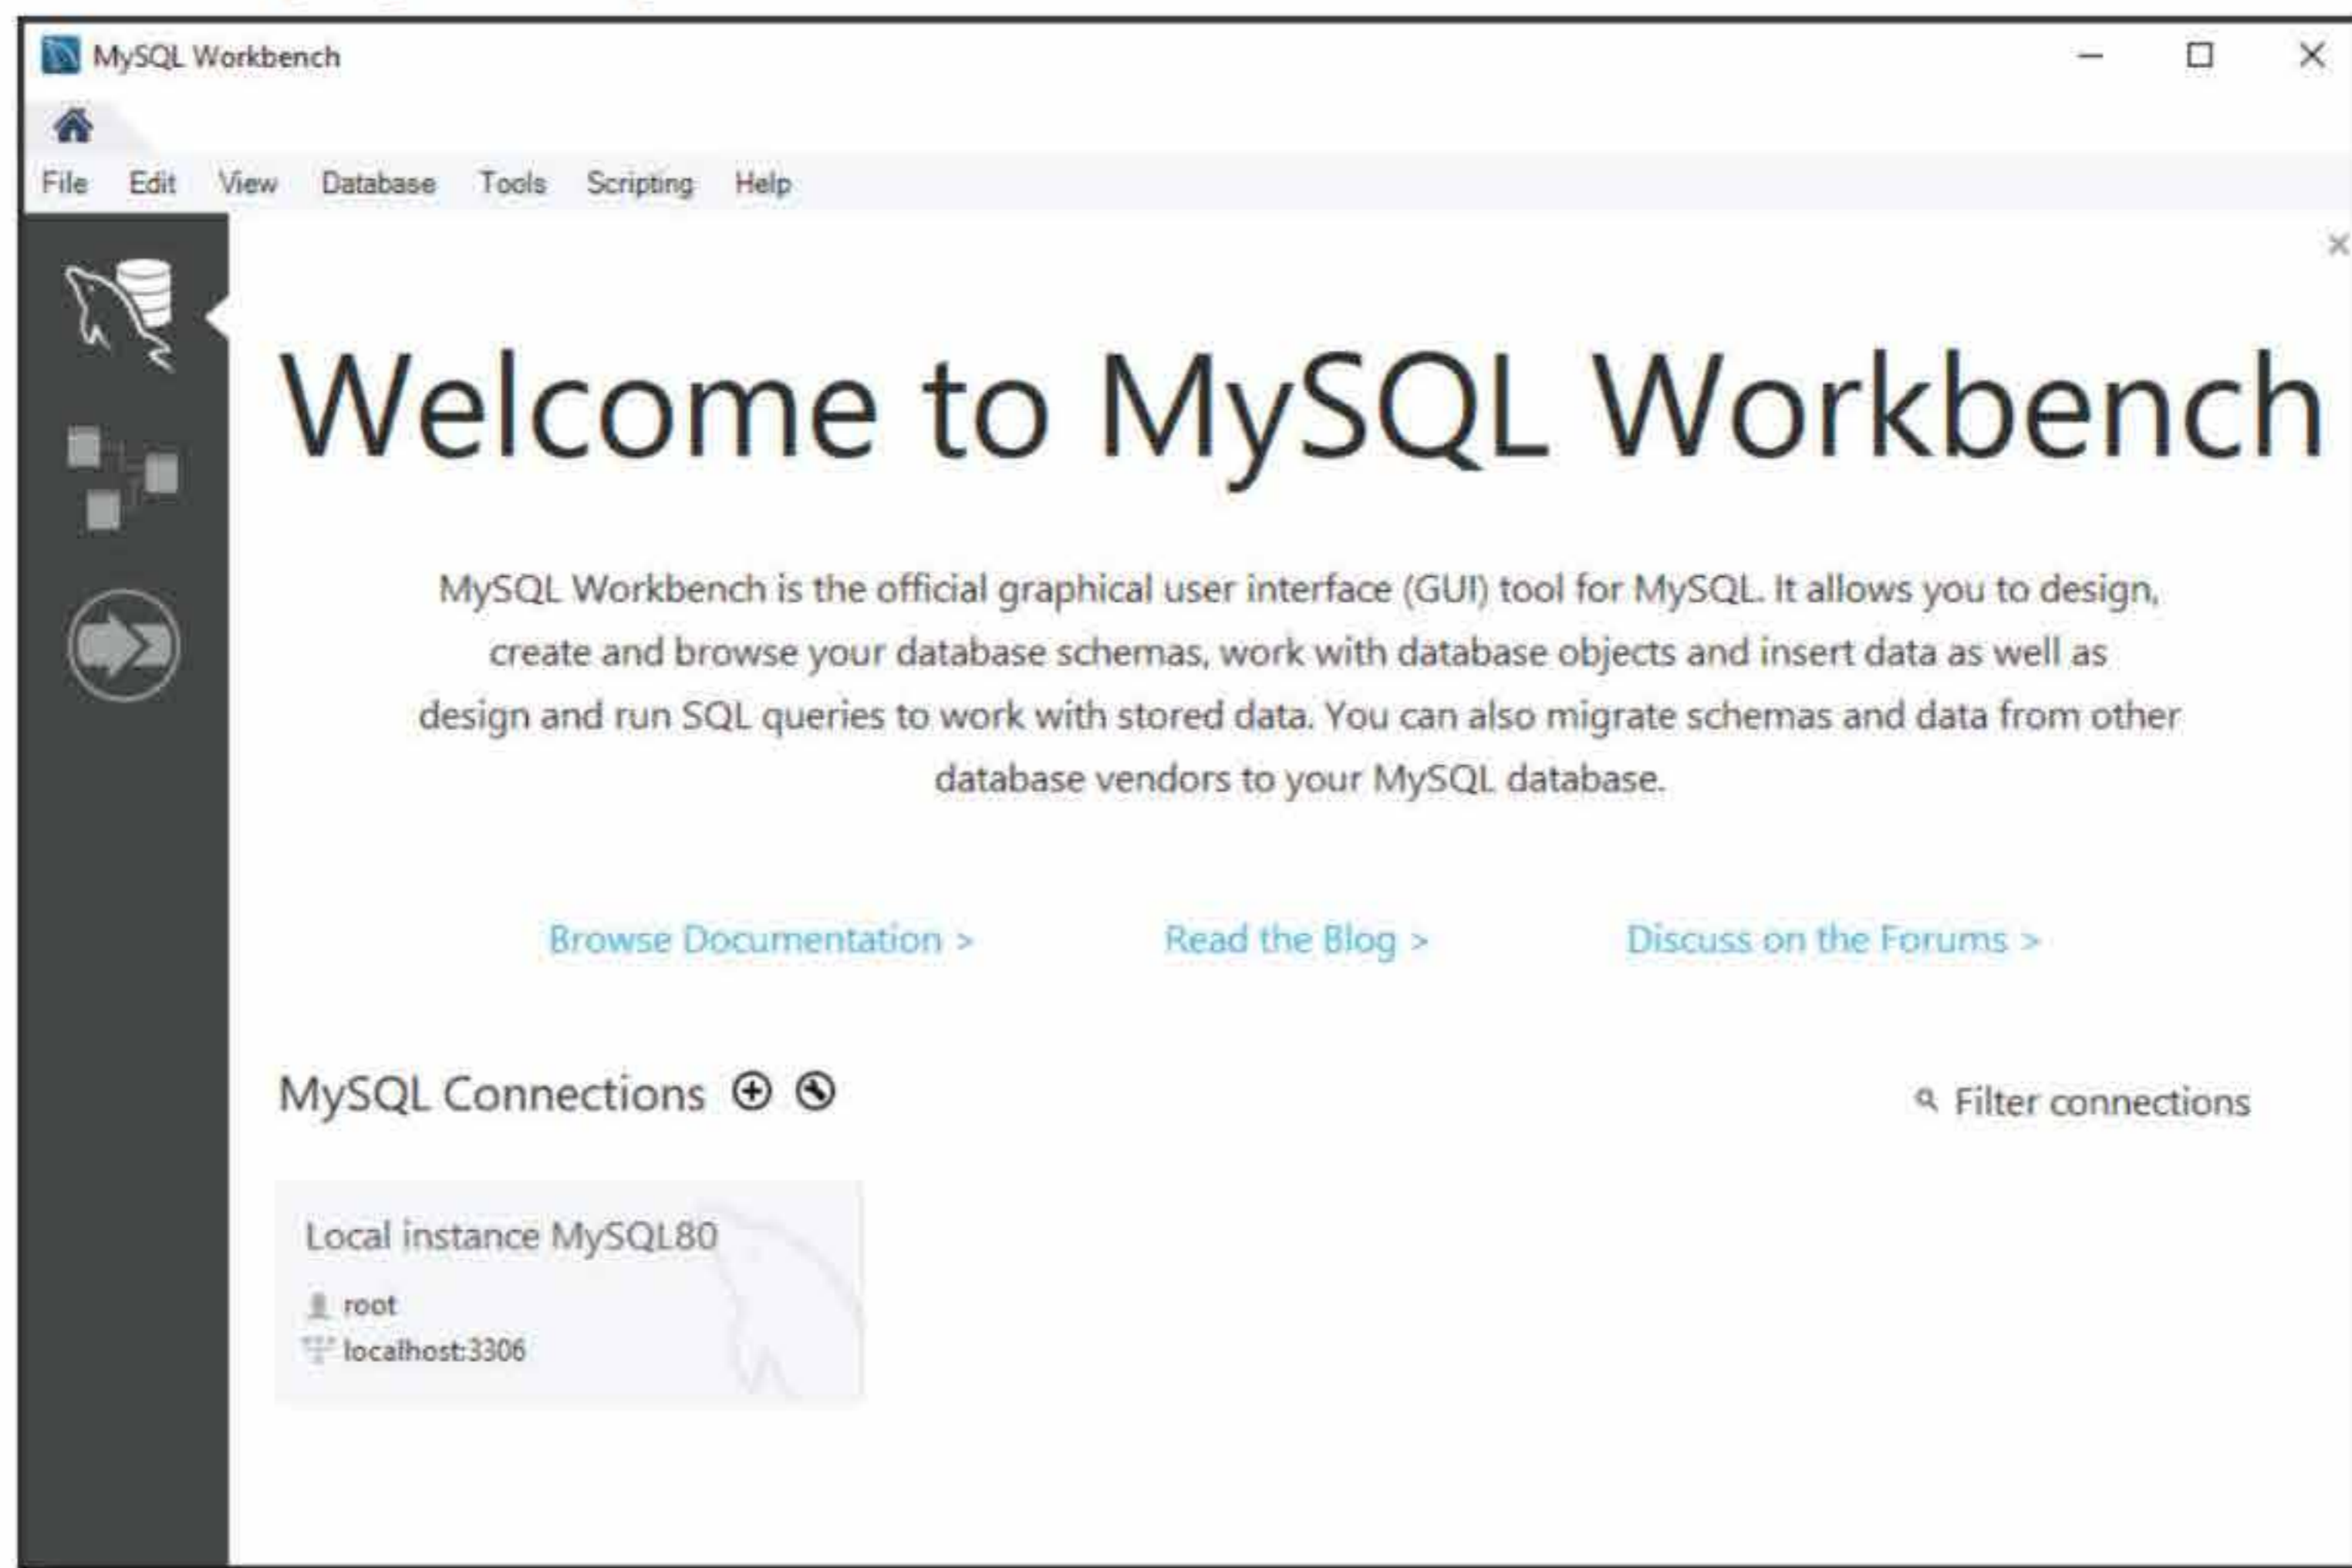 MySQL Workbench
File Edit View Database Tools Scripting Help
Welcome to MySQL Workbench
MySQL Workbench is the official graphical user interface (GUI) tool for MySQL. It allows you to design,
create and browse your database schemas, work with database objects and insert data as well as
design and run SQL queries to work with stored data. You can also migrate schemas and data from other
database vendors to your MySQL database.
Browse Documentation > Read the Blog > Discuss on the Forums >
MySQL Connections Filter connections
Local instance MySQL80
root
localhost:3306